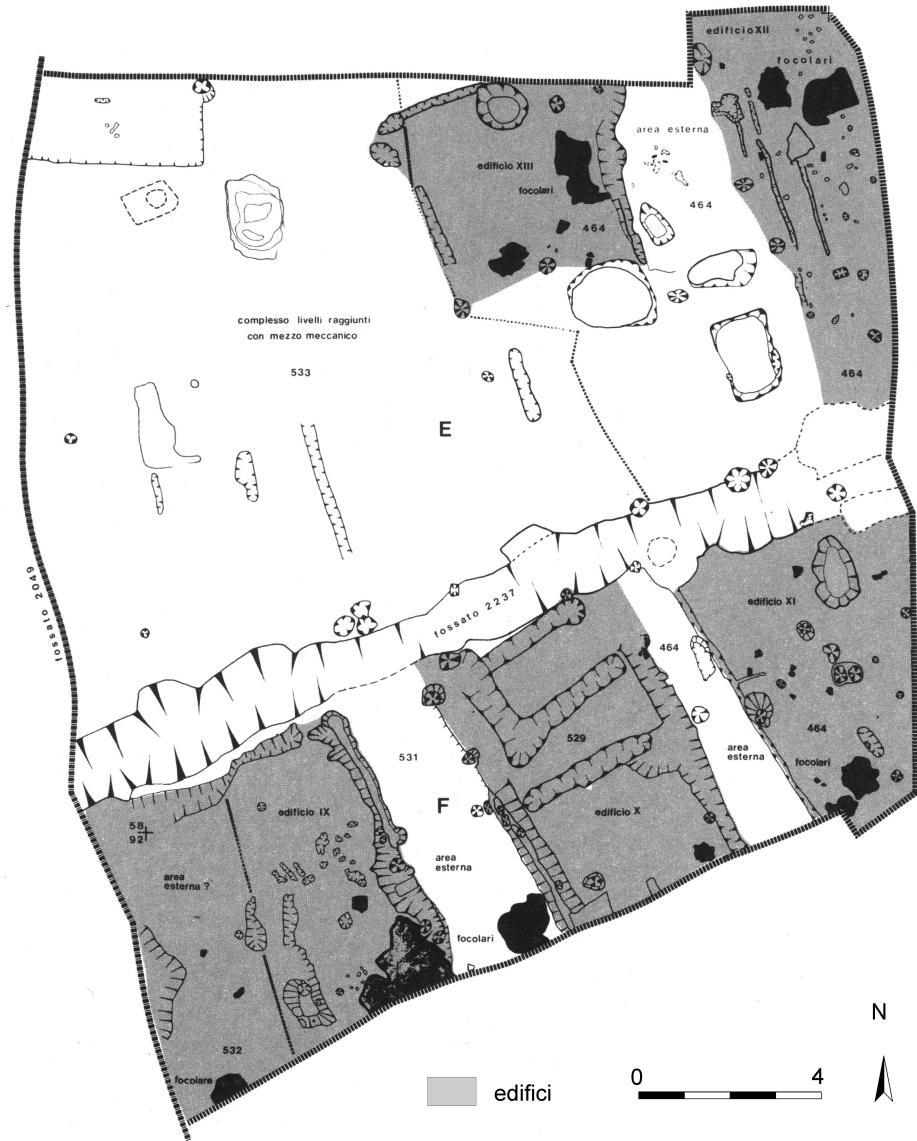 edificio XII
focolari
area esterna
edificio XIII
focolari
464
464
complesso livelli raggiunti
con mezzo meccanico
533
464
E
fossato 2049
fossato 2237
edificio XI
464
464
area
esterna
focolari
529
531
F
edificio X
edificio IX
58
92
area
esterna ?
area
esterna
focolari
532
focolare
N
edifici
0
4